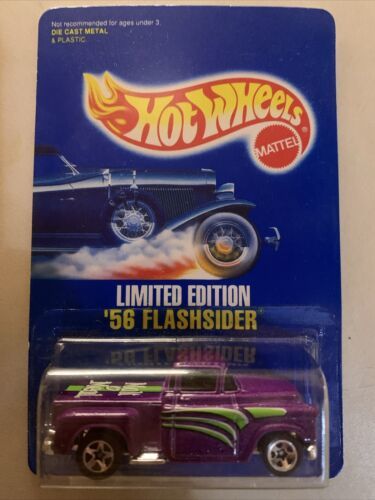 Not recommended for ages under 3.
DIE CAST METAL
& PLASTIC.
HOT WHEELS
®
MATTEL
LIMITED EDITION
'56 FLASHSIDER